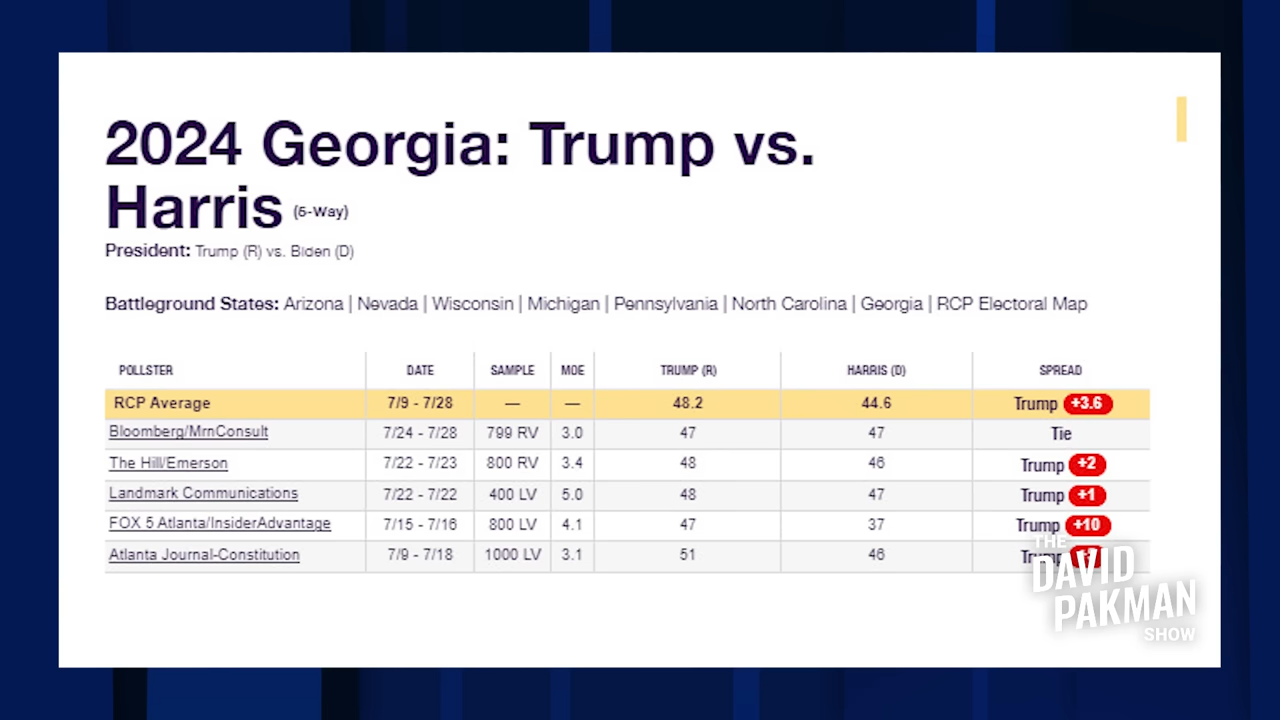 2024 Georgia: Trump vs.
Harris (5-Way)
President: Trump (R) vs. Biden (D)
Battleground States: Arizona | Nevada | Wisconsin | Michigan | Pennsylvania | North Carolina | Georgia | RCP Electoral Map
POLLSTER DATE SAMPLE MOE TRUMP (R) HARRIS (D) SPREAD
RCP Average 7/9 - 7/28 — — 48.2 44.6 Trump +3.6
Bloomberg/MrnConsult 7/24 - 7/28 799 RV 3.0 47 47 Tie
The Hill/Emerson 7/22 - 7/23 800 RV 3.4 48 46 Trump +2
Landmark Communications 7/22 - 7/22 400 LV 5.0 48 47 Trump +1
FOX 5 Atlanta/InsiderAdvantage 7/15 - 7/16 800 LV 4.1 47 37 Trump +10
Atlanta Journal-Constitution 7/9 - 7/18 1000 LV 3.1 51 46 Trump
THE
DAVID
PAKMAN
SHOW